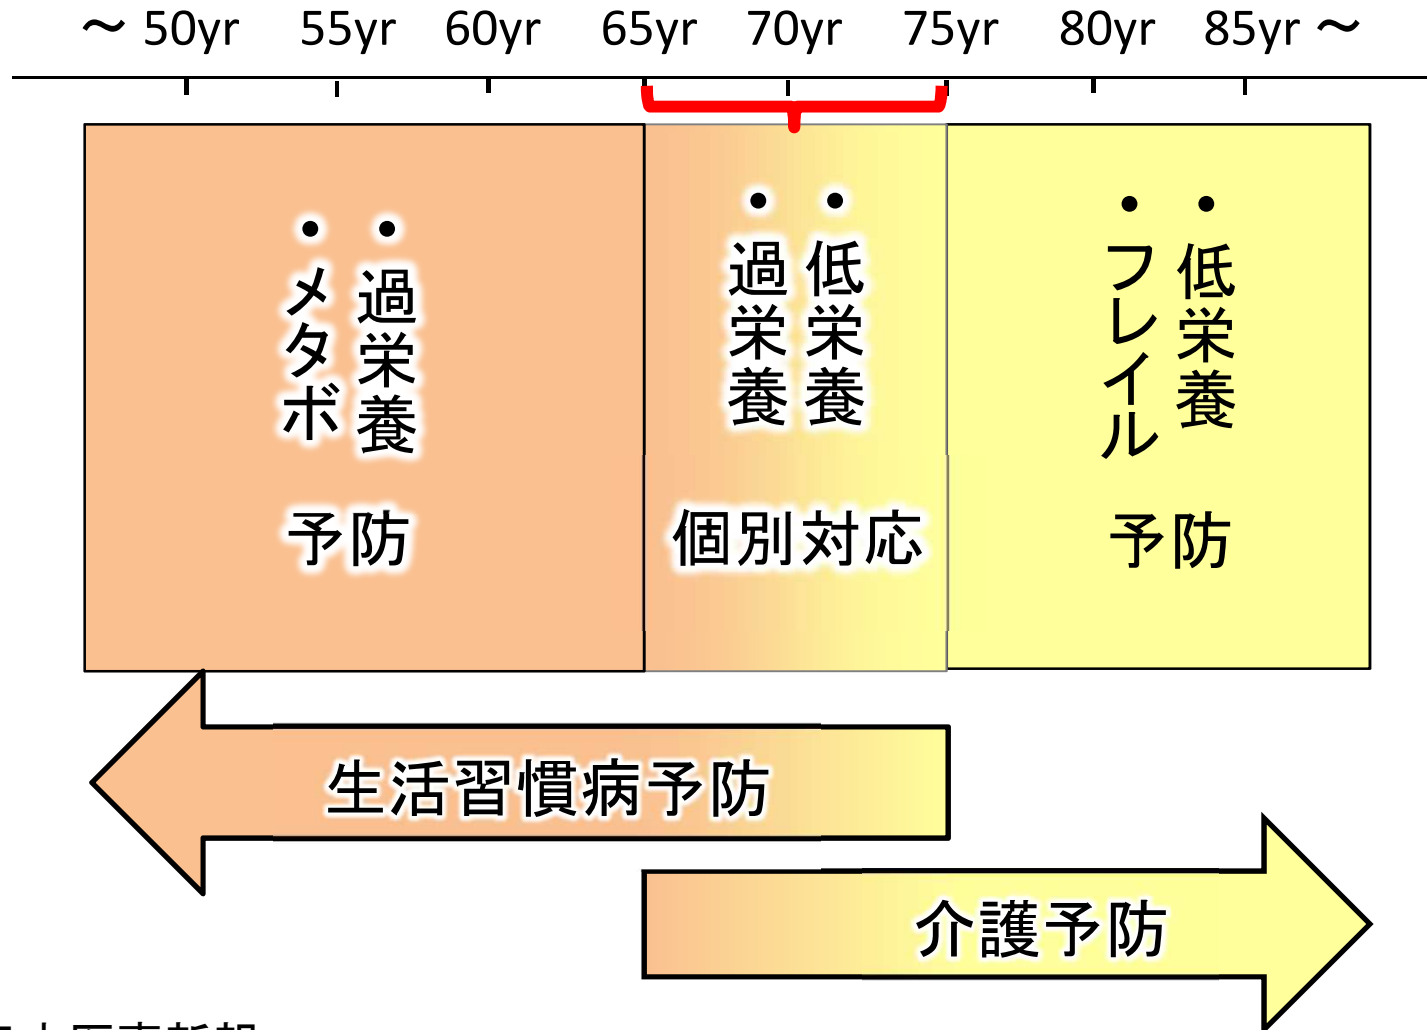 ～ 50yr 55yr 60yr 65yr 70yr 75yr 80yr 85yr ～
・過栄養
・メタボ
予防
・低栄養
・過栄養
個別対応
・低栄養
・フレイル
予防
生活習慣病予防
介護予防